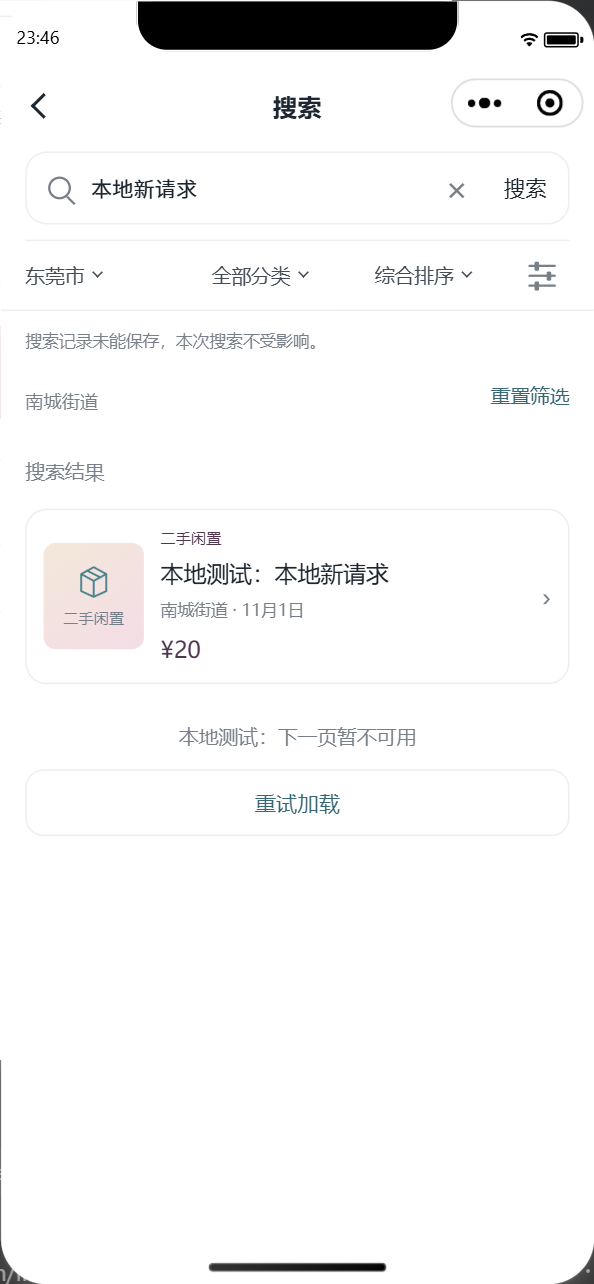 23:46
搜索
本地新请求 搜索
东莞市 全部分类 综合排序
搜索记录未能保存，本次搜索不受影响。
南城街道 重置筛选
搜索结果
二手闲置
二手闲置
本地测试：本地新请求
南城街道 · 11月1日
¥20
本地测试：下一页暂不可用
重试加载